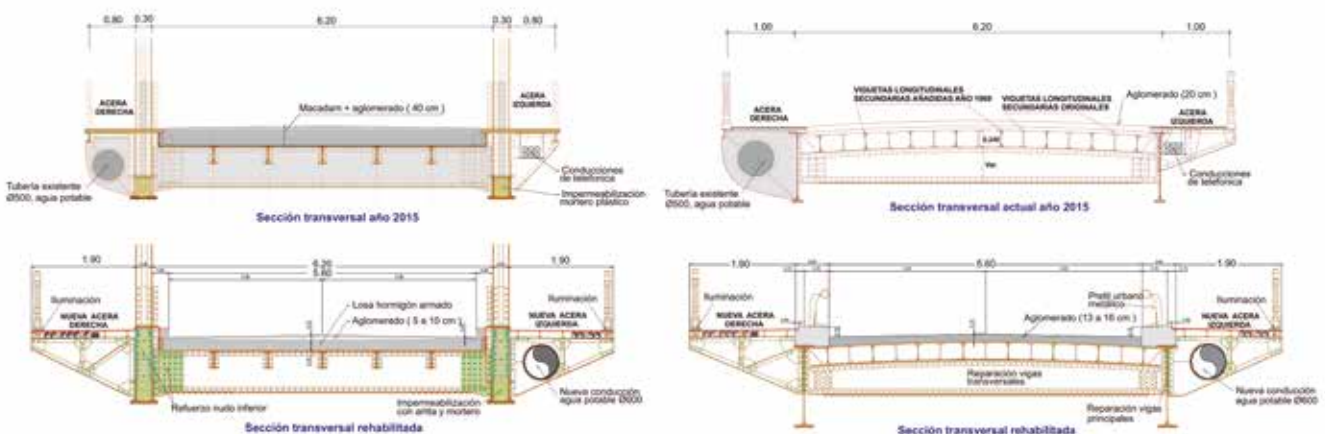 0.80 0.30 6.20 0.30 0.80
ACERA
DERECHA
Macadam + aglomerado ( 40 cm )
ACERA
IZQUIERDA
Tubería existente
Ø500, agua potable
Conducciones
de telefonica
Impermeabilización
mortero plástico
Sección transversal año 2015
1.00 6.20 1.00
VIGUETAS LONGITUDINALES
SECUNDARIAS AÑADIDAS AÑO
VIGUETAS LONGITUDINALES
SECUNDARIAS ORIGINALES
Aglomerado (20 cm )
ACERA
DERECHA
ACERA
IZQUIERDA
Tubería existente
Ø500, agua potable
Conducciones
de telefonica
Sección transversal actual año 2015
1.90 6.20 1.90
5.60
Iluminación
NUEVA ACERA
DERECHA
Losa hormigón armado
Aglomerado ( 5 a 10 cm )
Iluminación
NUEVA ACERA
IZQUIERDA
Refuerzo nudo inferior
Impermeabilización
con arrita y mortero
Nueva conducción
agua potable Ø600
Sección transversal rehabilitada
1.90 5.60 1.90
Iluminación
NUEVA ACERA
DERECHA
Pretil urbano
metálico
Aglomerado (13 a 16 cm )
Iluminación
NUEVA ACERA
IZQUIERDA
Reparación vigas
transversales
Reparación vigas
principales
Nueva conducción
agua potable Ø600
Sección transversal rehabilitada